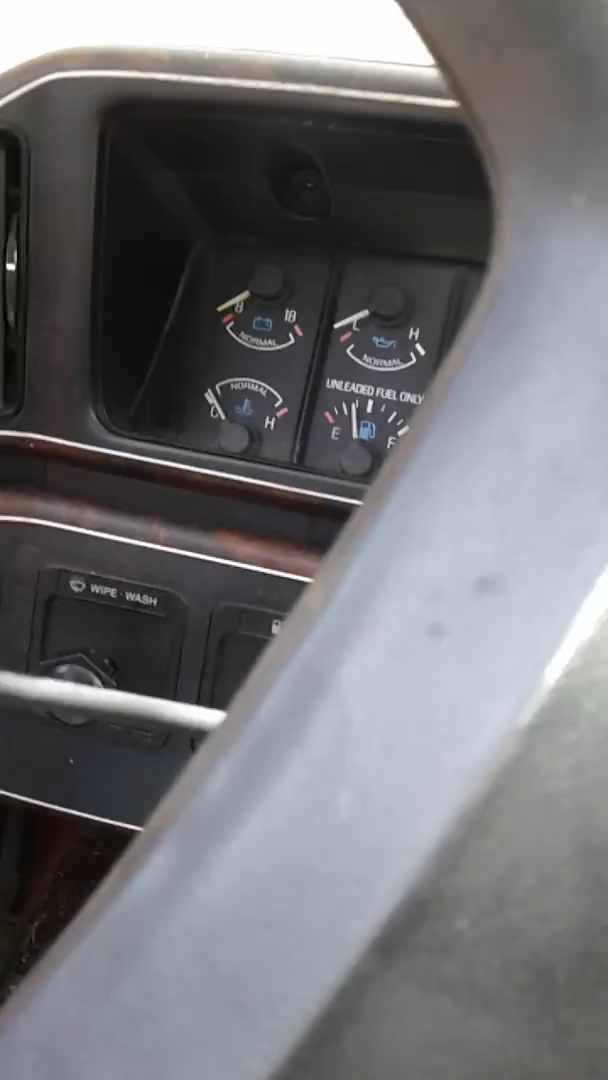 8 18
NORMAL
L H
NORMAL
NORMAL
C H
UNLEADED FUEL ONLY
E F
WIPE·WASH